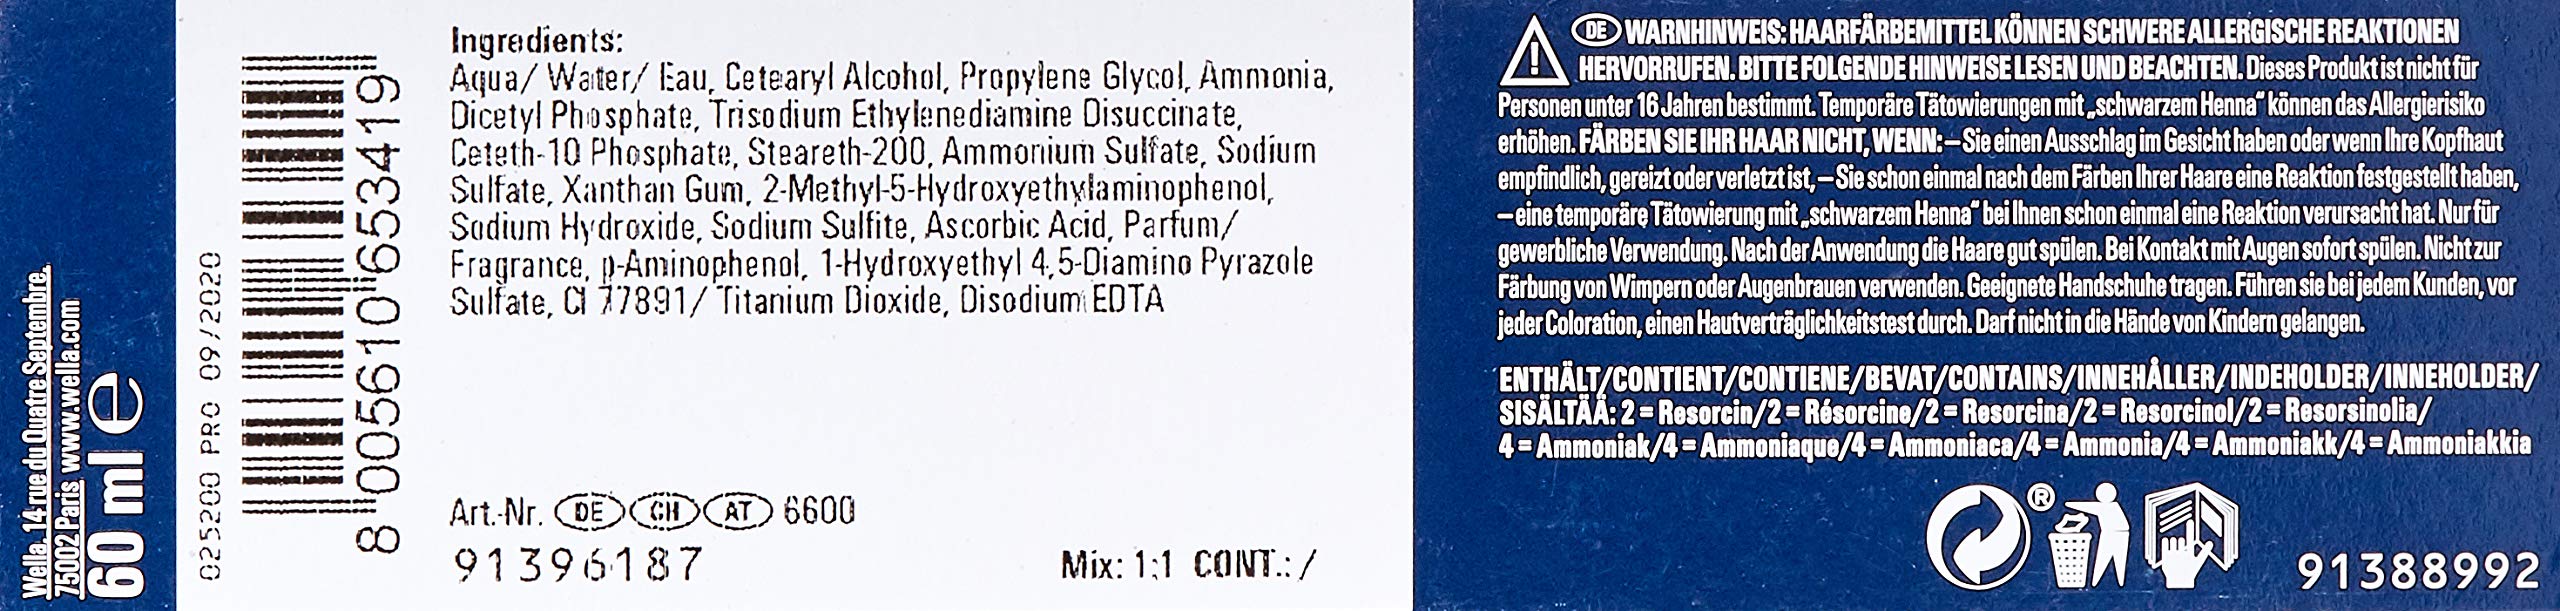 Wella, 14 rue du Quatre Septembre,
75002 Paris www.wella.com
60 ml e
025200 PRO 09/2020
8 005610 653419
Ingredients:
Aqua/ Water/ Eau, Cetearyl Alcohol, Propylene Glycol, Ammonia,
Dicetyl Phosphate, Trisodium Ethylenediamine Disuccinate,
Ceteth-10 Phosphate, Steareth-200, Ammonium Sulfate, Sodium
Sulfate, Xanthan Gum, 2-Methyl-5-Hydroxyethylaminophenol,
Sodium Hydroxide, Sodium Sulfite, Ascorbic Acid, Parfum/
Fragrance, p-Aminophenol, 1-Hydroxyethyl 4,5-Diamino Pyrazole
Sulfate, CI 77891/ Titanium Dioxide, Disodium EDTA
Art.-Nr. DE CH AT 6600
91396187
Mix: 1:1 CONT.: /
DE WARNHINWEIS: HAARFÄRBEMITTEL KÖNNEN SCHWERE ALLERGISCHE REAKTIONEN
HERVORRUFEN. BITTE FOLGENDE HINWEISE LESEN UND BEACHTEN. Dieses Produkt ist nicht für
Personen unter 16 Jahren bestimmt. Temporäre Tätowierungen mit „schwarzem Henna“ können das Allergierisiko
erhöhen. FÄRBEN SIE IHR HAAR NICHT, WENN: – Sie einen Ausschlag im Gesicht haben oder wenn Ihre Kopfhaut
empfindlich, gereizt oder verletzt ist, – Sie schon einmal nach dem Färben Ihrer Haare eine Reaktion festgestellt haben,
– eine temporäre Tätowierung mit „schwarzem Henna“ bei Ihnen schon einmal eine Reaktion verursacht hat. Nur für
gewerbliche Verwendung. Nach der Anwendung die Haare gut spülen. Bei Kontakt mit Augen sofort spülen. Nicht zur
Färbung von Wimpern oder Augenbrauen verwenden. Geeignete Handschuhe tragen. Führen sie bei jedem Kunden, vor
jeder Coloration, einen Hautverträglichkeitstest durch. Darf nicht in die Hände von Kindern gelangen.
ENTHÄLT/CONTIENT/CONTIENE/BEVAT/CONTAINS/INNEHÅLLER/INDEHOLDER/INNEHOLDER/
SISÄLTÄÄ: 2 = Resorcin/2 = Résorcine/2 = Resorcina/2 = Resorcinol/2 = Resorsinolia/
4 = Ammoniak/4 = Ammoniaque/4 = Ammoniaca/4 = Ammonia/4 = Ammoniakk/4 = Ammoniakkia
®
91388992